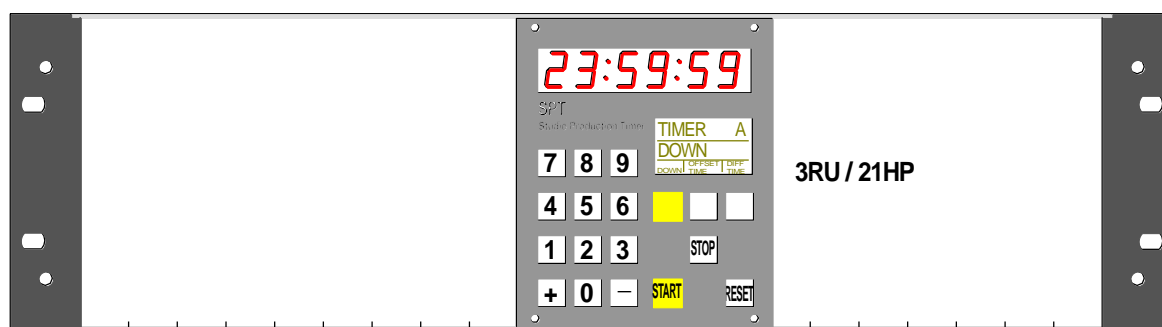 23:59:59
SPT
Studio Production Timer
TIMER A
DOWN
DOWN OFFSET TIME DIFF TIME
7 8 9
3RU / 21HP
4 5 6
1 2 3 STOP
+ 0 − START RESET